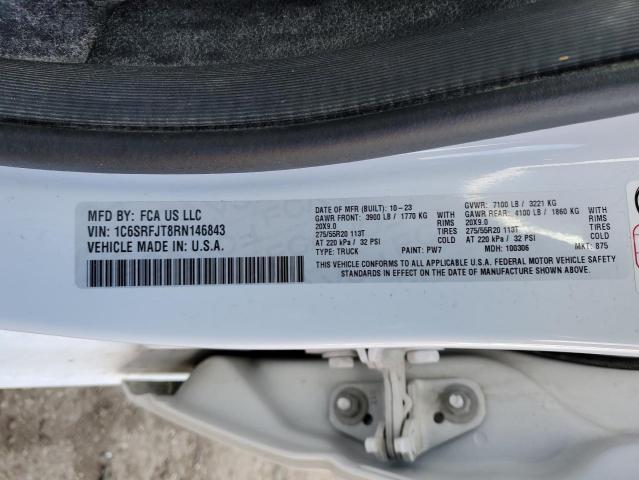 MFD BY: FCA US LLC
VIN: 1C6SRFJT8RN146843
VEHICLE MADE IN: U.S.A.
DATE OF MFR (BUILT): 10-23 GVWR: 7100 LB / 3221 KG
GAWR FRONT: 3900 LB / 1770 KG WITH GAWR REAR: 4100 LB / 1860 KG WITH
20X9.0 RIMS 20X9.0 RIMS
275/55R20 113T TIRES 275/55R20 113T TIRES
AT 220 kPa / 32 PSI AT 220 kPa / 32 PSI
TYPE: TRUCK PAINT: PW7 MDH: 100306 MKT: 875
THIS VEHICLE CONFORMS TO ALL APPLICABLE U.S.A. FEDERAL MOTOR VEHICLE SAFETY
STANDARDS IN EFFECT ON THE DATE OF MANUFACTURE SHOWN ABOVE.